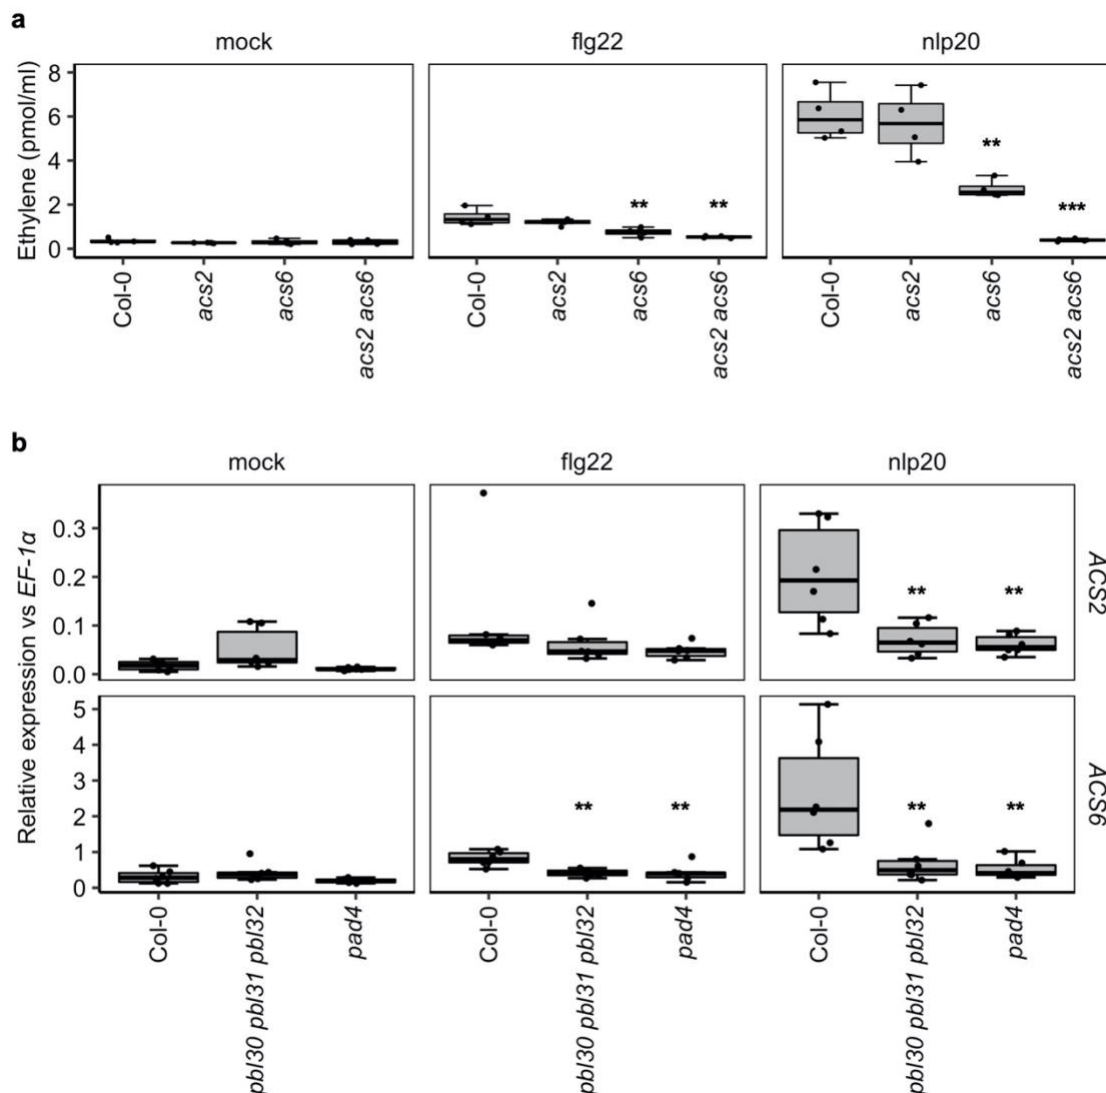 a
mock flg22 nlp20
Ethylene (pmol/ml)
8
6
4
2
0
** ** ** ***
Col-0 acs2 acs6 acs2 acs6 Col-0 acs2 acs6 acs2 acs6 Col-0 acs2 acs6 acs2 acs6
b
mock flg22 nlp20
Relative expression vs EF-1α
0.3
0.2
0.1
0.0
** **
ACS2
5
4
3
2
1
0
** ** ** **
ACS6
Col-0 pbl30 pbl31 pbl32 pad4 Col-0 pbl30 pbl31 pbl32 pad4 Col-0 pbl30 pbl31 pbl32 pad4